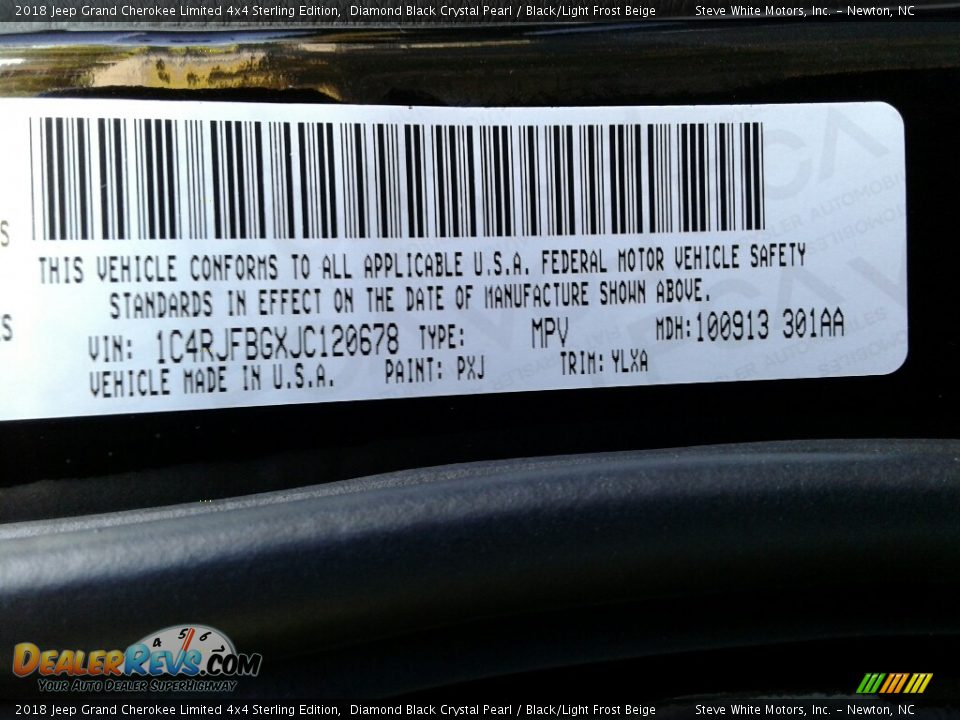 2018 Jeep Grand Cherokee Limited 4x4 Sterling Edition, Diamond Black Crystal Pearl / Black/Light Frost Beige Steve White Motors, Inc. – Newton, NC
S
S
THIS VEHICLE CONFORMS TO ALL APPLICABLE U.S.A. FEDERAL MOTOR VEHICLE SAFETY
STANDARDS IN EFFECT ON THE DATE OF MANUFACTURE SHOWN ABOVE.
VIN: 1C4RJFBGXJC120678 TYPE: MPV MDH:100913 301AA
VEHICLE MADE IN U.S.A. PAINT: PXJ TRIM: YLXA
4 5 6
DEALERREVS.COM
Your Auto Dealer SuperHighway
2018 Jeep Grand Cherokee Limited 4x4 Sterling Edition, Diamond Black Crystal Pearl / Black/Light Frost Beige Steve White Motors, Inc. – Newton, NC